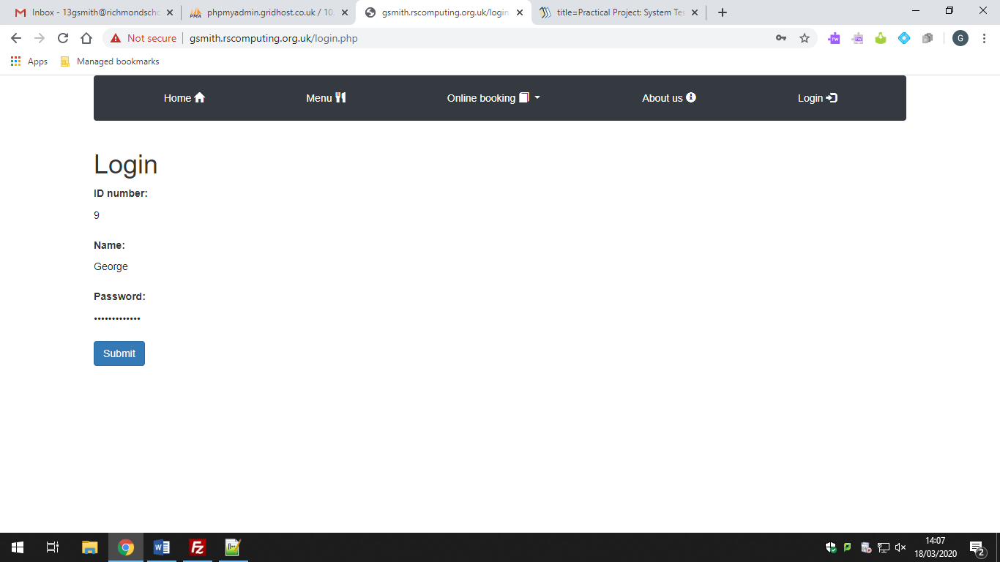 Inbox - 13gsmith@richmondsch
phpmyadmin.gridhost.co.uk / 10.
gsmith.rscomputing.org.uk/login.
title=Practical Project: System Tes
Not secure
gsmith.rscomputing.org.uk/login.php
G
Apps
Managed bookmarks
Home
Menu
Online booking
About us
Login
Login
ID number:
9
Name:
George
Password:
•••••••••••••
Submit
14:07
18/03/2020
2